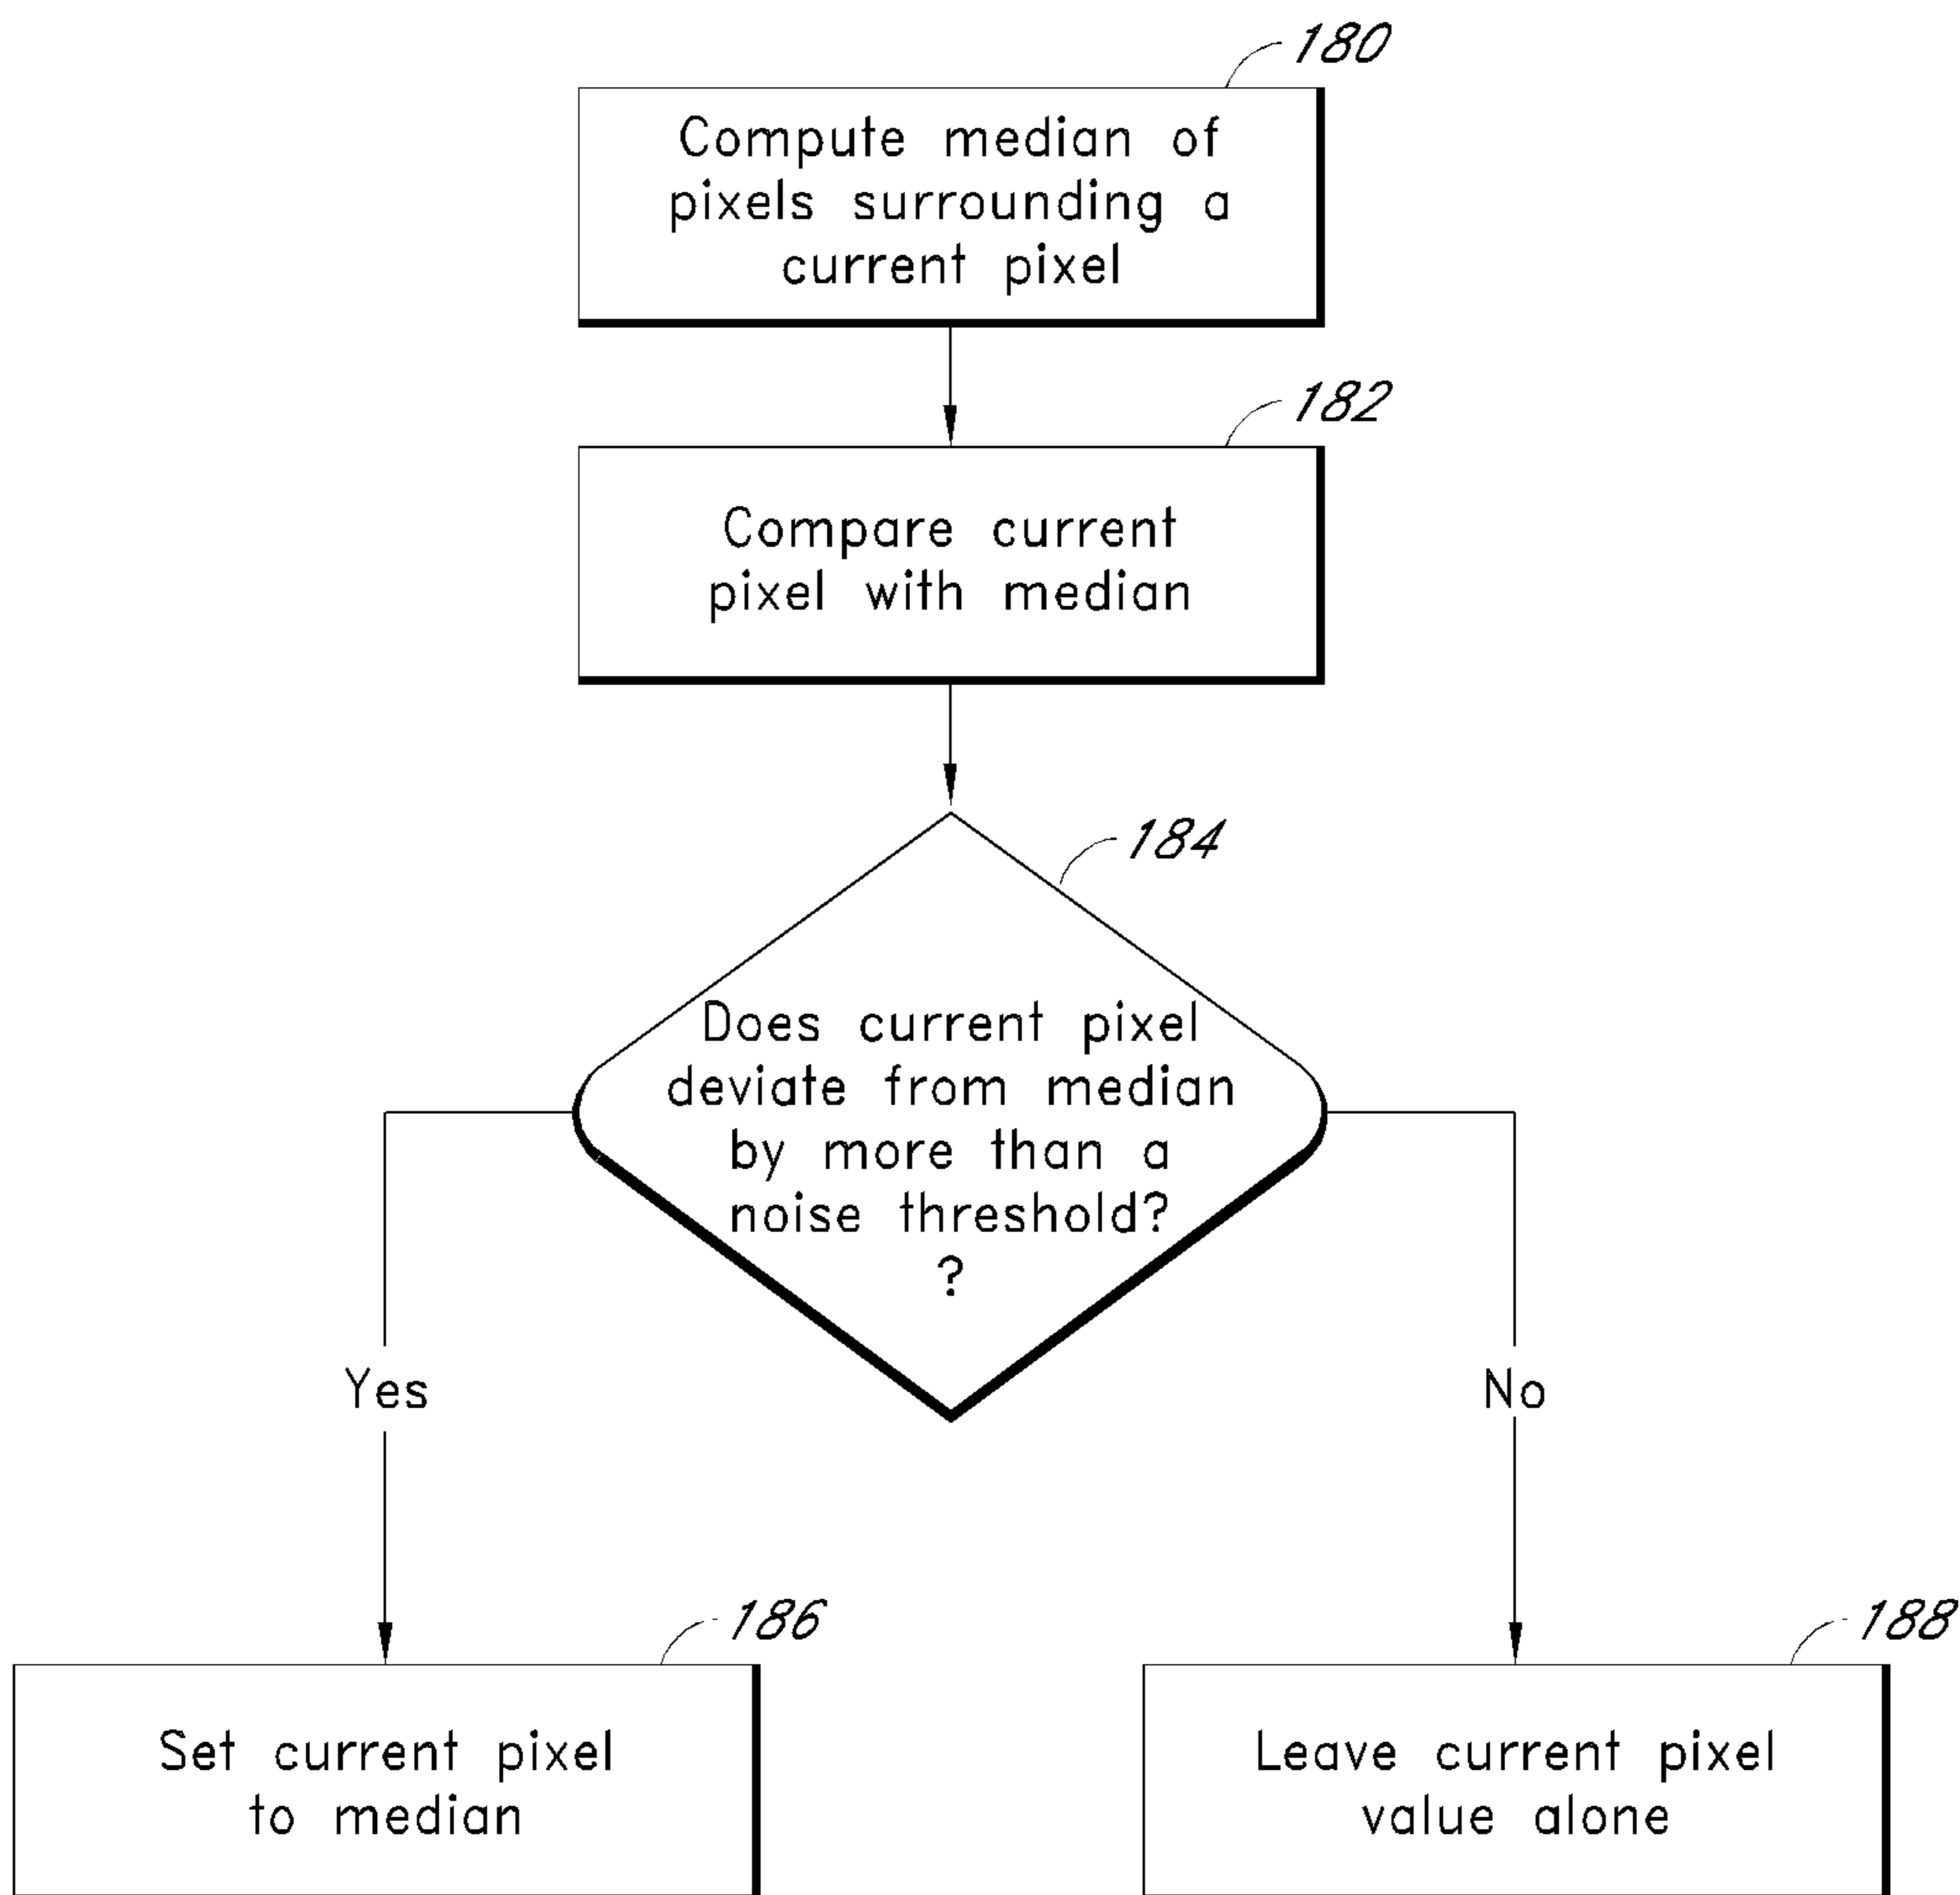 180
Compute median of
pixels surrounding a
current pixel
182
Compare current
pixel with median
184
Does current pixel
deviate from median
by more than a
noise threshold?
?
Yes
No
186
Set current pixel
to median
188
Leave current pixel
value alone